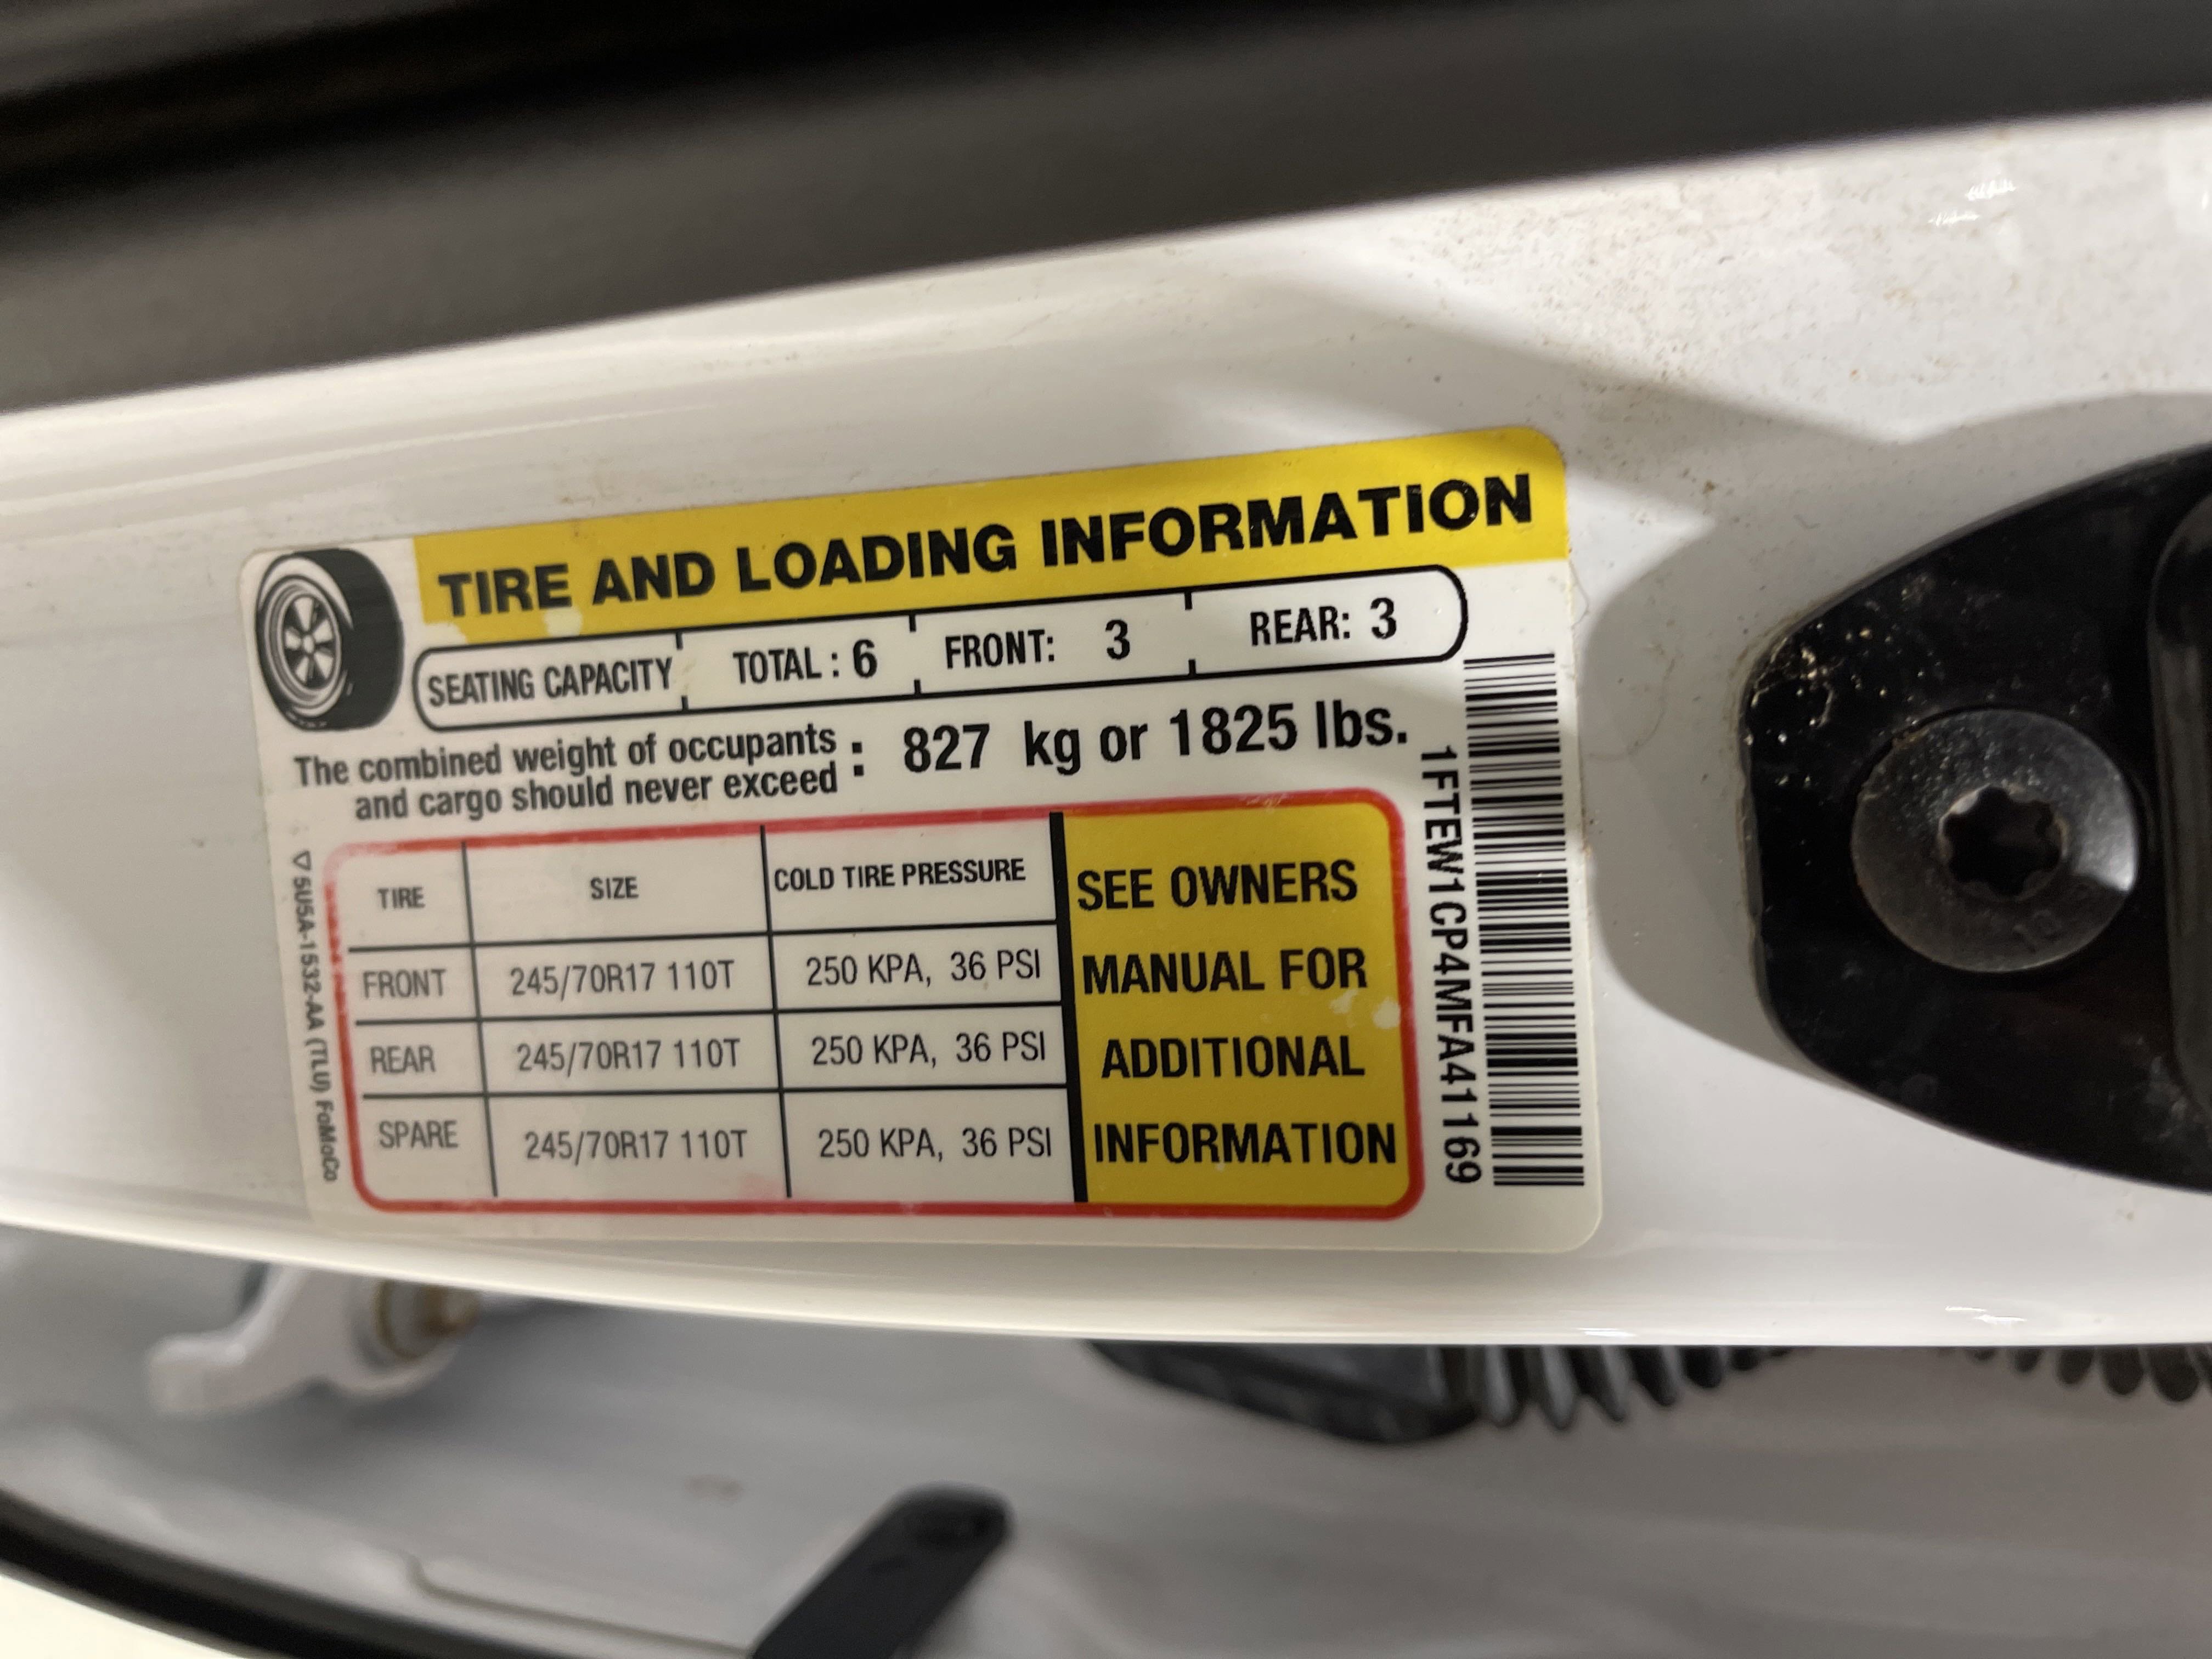 TIRE AND LOADING INFORMATION
SEATING CAPACITY TOTAL : 6 FRONT: 3 REAR: 3
The combined weight of occupants
and cargo should never exceed : 827 kg or 1825 lbs.
TIRE SIZE COLD TIRE PRESSURE
FRONT 245/70R17 110T 250 KPA, 36 PSI
REAR 245/70R17 110T 250 KPA, 36 PSI
SPARE 245/70R17 110T 250 KPA, 36 PSI
SEE OWNERS
MANUAL FOR
ADDITIONAL
INFORMATION
1FTEW1CP4MFA41169
5U5A-1532-AA (TLU) FoMoCo